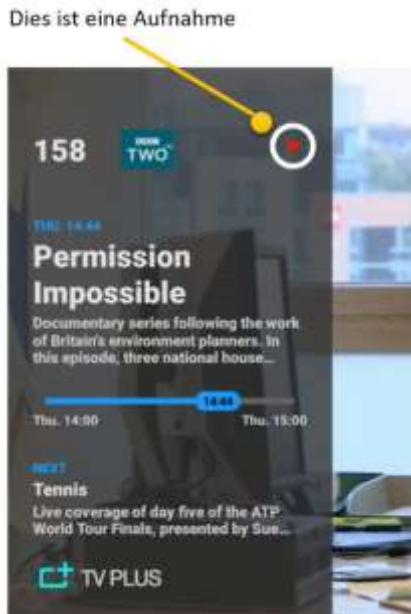 Dies ist eine Aufnahme
158
BBC
TWO
THU. 14:44
Permission
Impossible
Documentary series following the work
of Britain's environment planners. In
this episode, three national house...
14:44
Thu. 14:00
Thu. 15:00
NEXT
Tennis
Live coverage of day five of the ATP
World Tour Finals, presented by Sue...
TV PLUS